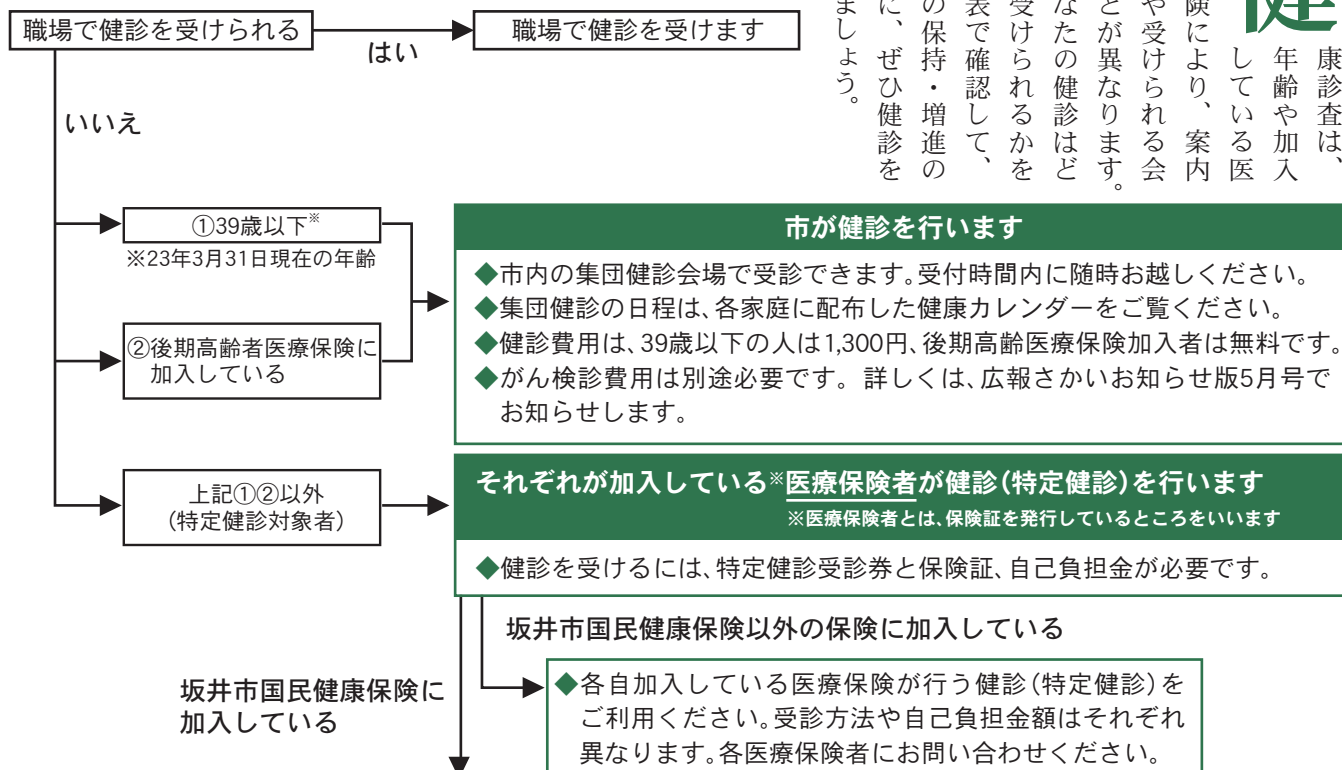 健
康診査は、
年齢や加入
している医
険により、案内
や受けられる会
とが異なります。
なたの健診はど
受けられるかを
表で確認して、
の保持・増進の
に、ぜひ健診を
ましょう。
職場で健診を受けられる
はい
職場で健診を受けます
いいえ
①39歳以下※
※23年3月31日現在の年齢
②後期高齢者医療保険に
加入している
市が健診を行います
◆市内の集団健診会場で受診できます。受付時間内に随時お越しください。
◆集団健診の日程は、各家庭に配布した健康カレンダーをご覧ください。
◆健診費用は、39歳以下の人は1,300円、後期高齢医療保険加入者は無料です。
◆がん検診費用は別途必要です。詳しくは、広報さかいお知らせ版5月号で
お知らせします。
上記①②以外
(特定健診対象者)
それぞれが加入している※医療保険者が健診(特定健診)を行います
※医療保険者とは、保険証を発行しているところをいいます
◆健診を受けるには、特定健診受診券と保険証、自己負担金が必要です。
坂井市国民健康保険以外の保険に加入している
坂井市国民健康保険に
加入している
◆各自加入している医療保険が行う健診(特定健診)を
ご利用ください。受診方法や自己負担金額はそれぞれ
異なります。各医療保険者にお問い合わせください。